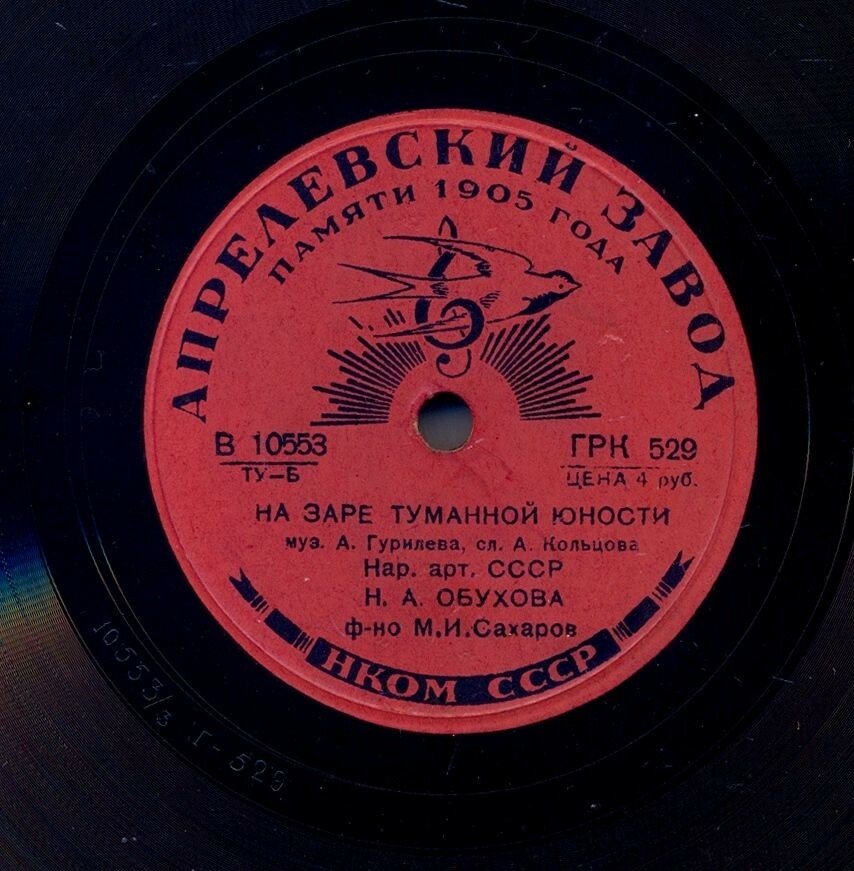 АПРЕЛЕВСКИЙ ЗАВОД
ПАМЯТИ 1905 ГОДА
В 10553
ТУ–Б
ГРК 529
ЦЕНА 4 руб.
НА ЗАРЕ ТУМАННОЙ ЮНОСТИ
муз. А. Гурилева, сл. А. Кольцова
Нар. арт. СССР
Н. А. ОБУХОВА
ф-но М.И.Сахаров
НКОМ СССР
10553/3 Г-529